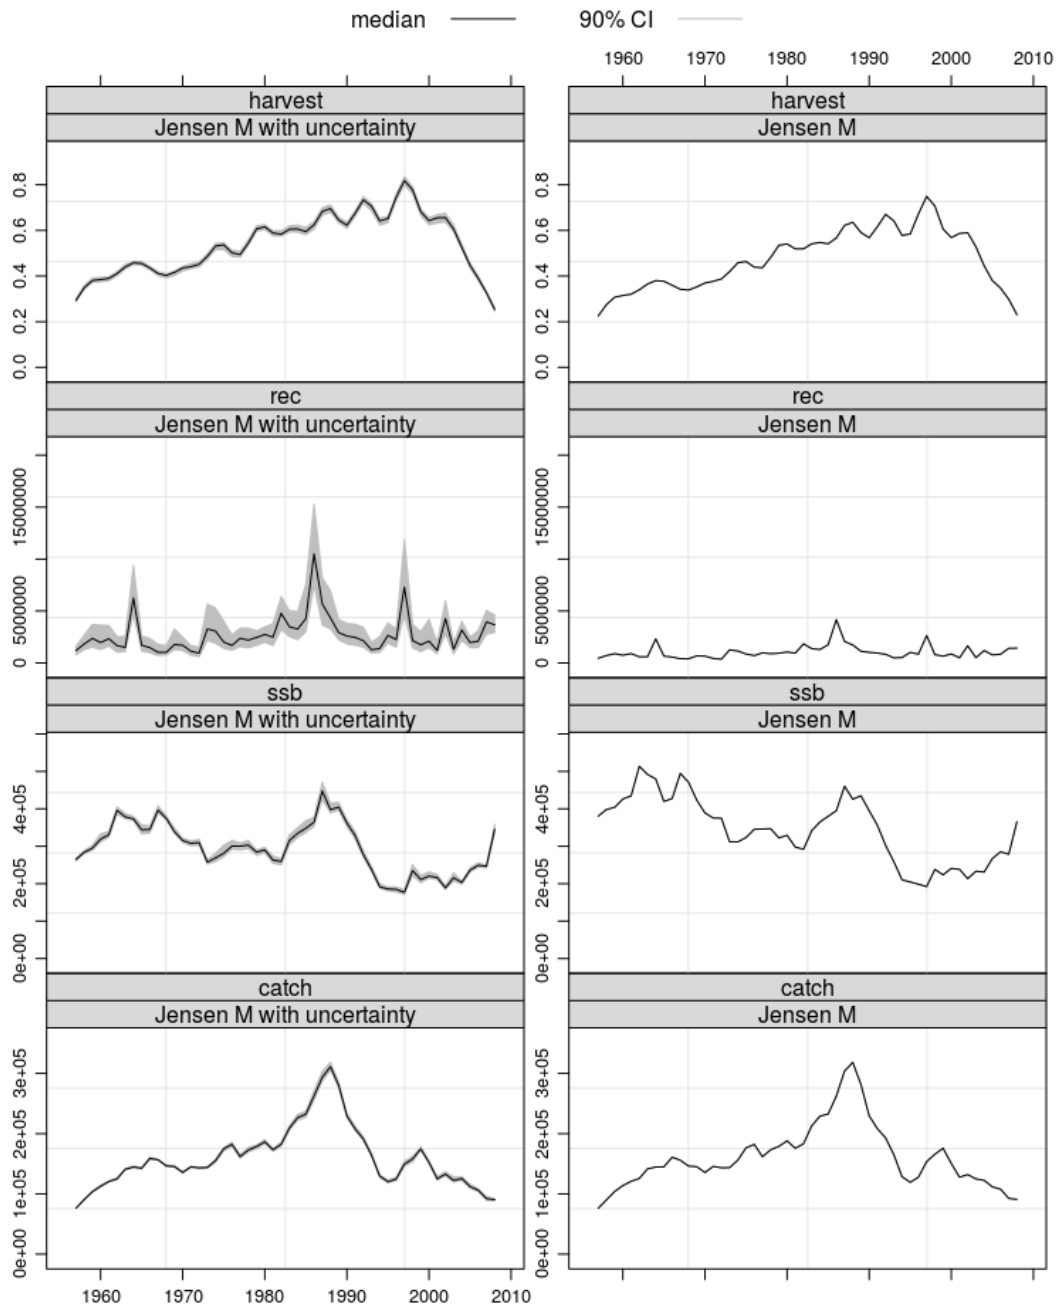 median 90% CI
1960 1970 1980 1990 2000 2010
harvest harvest
Jensen M with uncertainty Jensen M
0.8 0.8
0.6 0.6
0.4 0.4
0.2 0.2
0.0 0.0
rec rec
Jensen M with uncertainty Jensen M
15000000 15000000
5000000 5000000
0 0
ssb ssb
Jensen M with uncertainty Jensen M
4e+05 4e+05
2e+05 2e+05
0e+00 0e+00
catch catch
Jensen M with uncertainty Jensen M
3e+05 3e+05
2e+05 2e+05
1e+05 1e+05
0e+00 0e+00
1960 1970 1980 1990 2000 2010